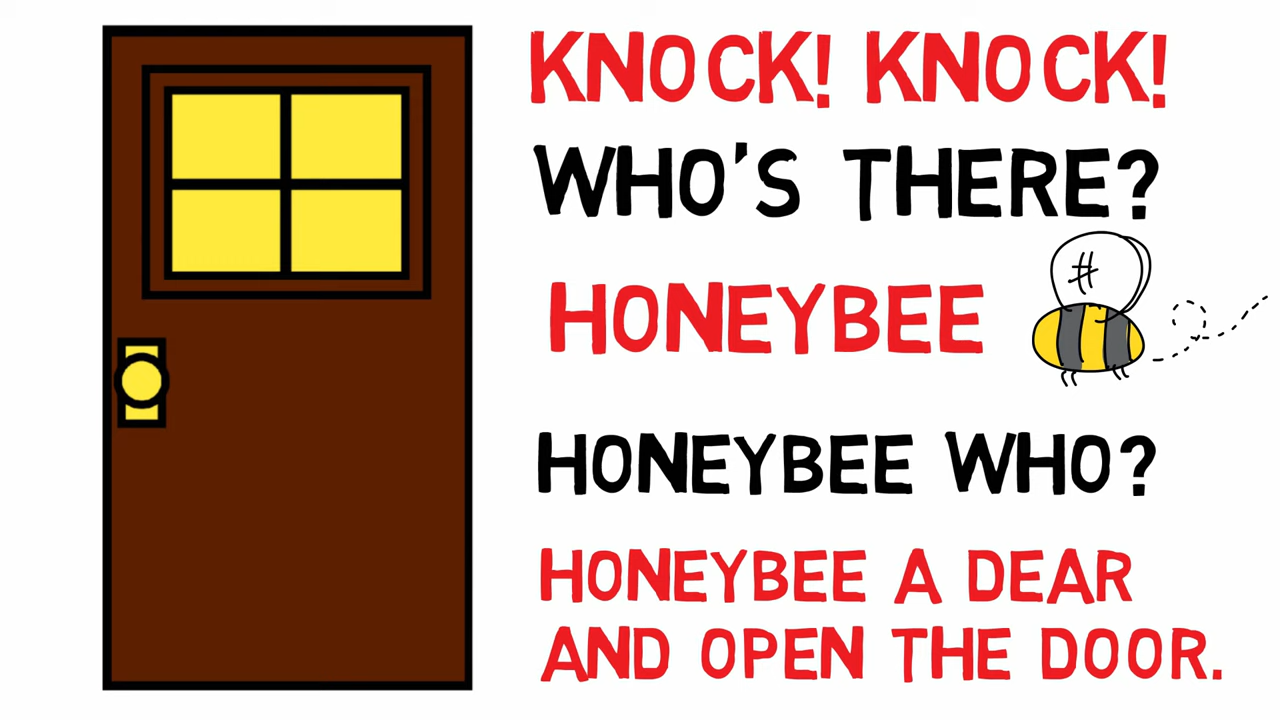 KNOCK! KNOCK!
WHO'S THERE?
HONEYBEE
HONEYBEE WHO?
HONEYBEE A DEAR
AND OPEN THE DOOR.